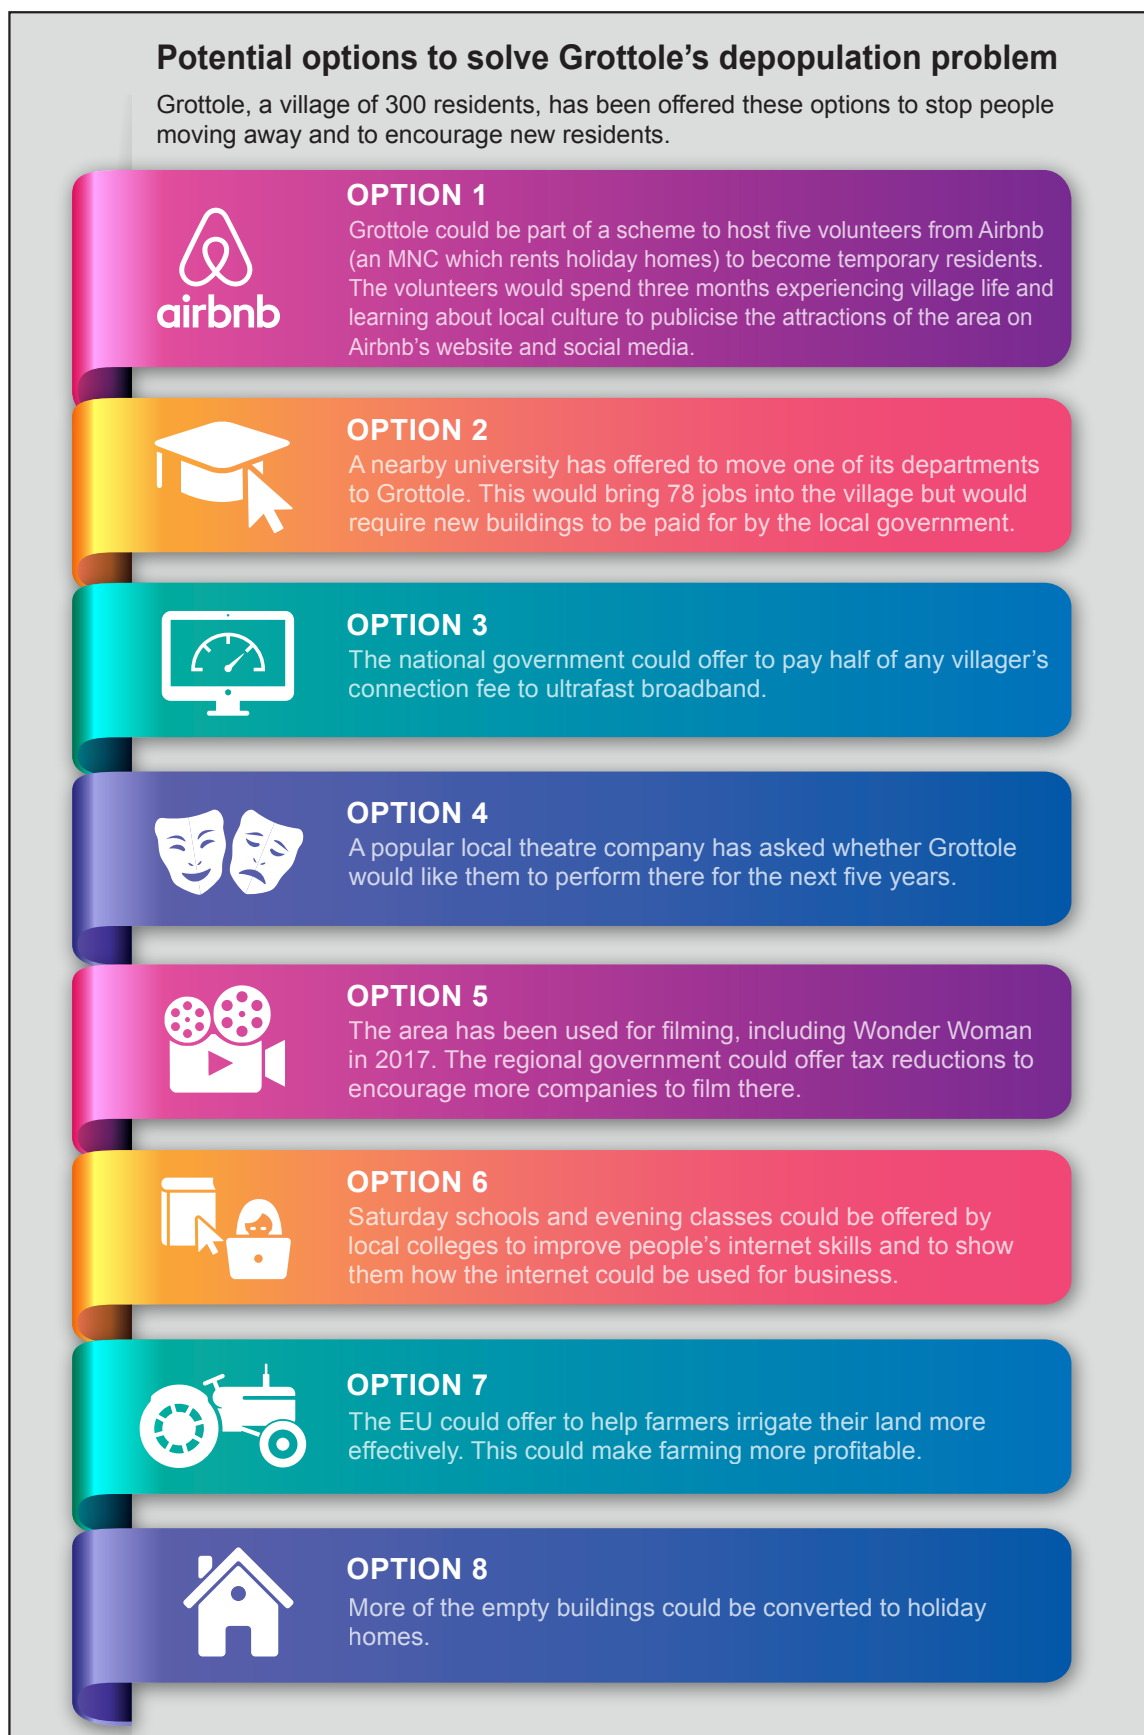 Potential options to solve Grottole's depopulation problem
Grottole, a village of 300 residents, has been offered these options to stop people
moving away and to encourage new residents.
OPTION 1
Grottole could be part of a scheme to host five volunteers from Airbnb
(an MNC which rents holiday homes) to become temporary residents.
The volunteers would spend three months experiencing village life and
learning about local culture to publicise the attractions of the area on
Airbnb's website and social media.
airbnb
OPTION 2
A nearby university has offered to move one of its departments
to Grottole. This would bring 78 jobs into the village but would
require new buildings to be paid for by the local government.
OPTION 3
The national government could offer to pay half of any villager's
connection fee to ultrafast broadband.
OPTION 4
A popular local theatre company has asked whether Grottole
would like them to perform there for the next five years.
OPTION 5
The area has been used for filming, including Wonder Woman
in 2017. The regional government could offer tax reductions to
encourage more companies to film there.
OPTION 6
Saturday schools and evening classes could be offered by
local colleges to improve people's internet skills and to show
them how the internet could be used for business.
OPTION 7
The EU could offer to help farmers irrigate their land more
effectively. This could make farming more profitable.
OPTION 8
More of the empty buildings could be converted to holiday
homes.